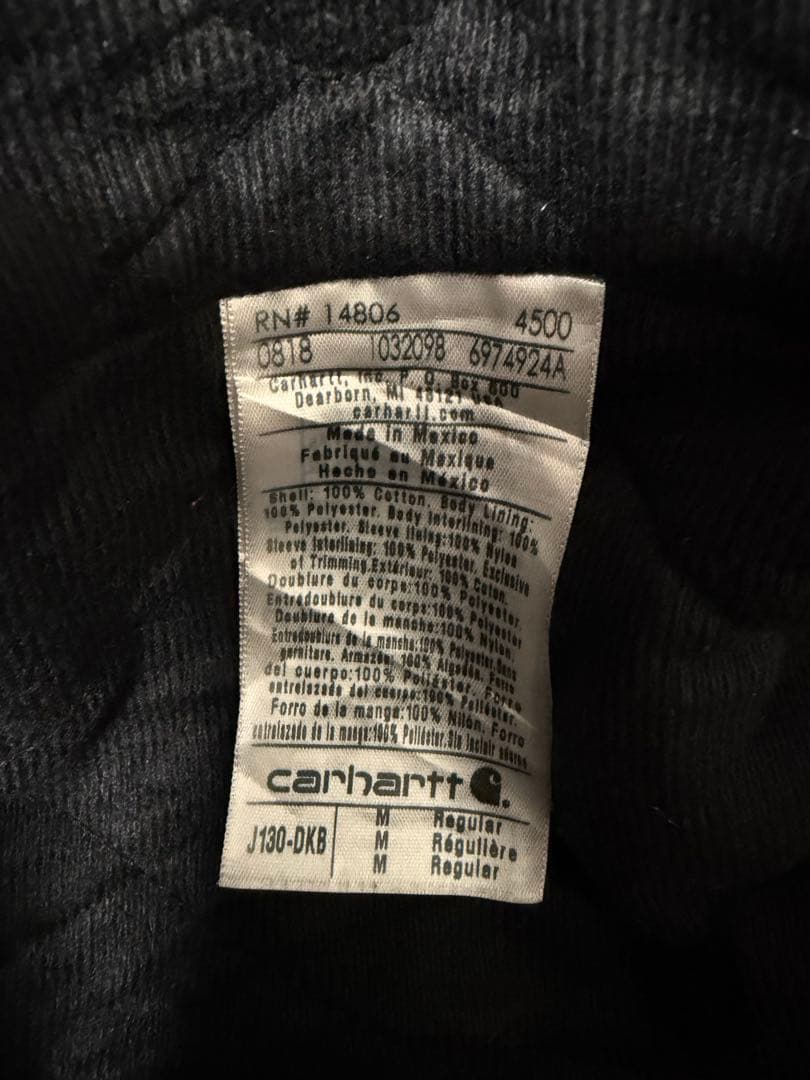 RN# 14806 4500
0818 1032098 6974924A
Carhartt, Inc. P. O. Box 600
Dearborn, MI 48121 USA
carhartt.com
Made in Mexico
Fabriqué au Mexique
Hecho en México
Shell: 100% Cotton. Body Lining:
100% Polyester. Body Interlining: 100%
Polyester. Sleeve lining:100% Nylon
Sleeve Interlining: 100% Polyester. Exclusive
of Trimming.Extérieur: 100% Coton.
Doublure du corps:100% Polyester.
Entredoublure du corps:100% Polyester
Doublure de la manche:100% Nylon.
Entredoublure de la manche:100% Polyester.Sans
garniture. Armazón: 100% Algodón. Forro
del cuerpo:100% Poliéster. Forro
entrelazado del cuerpo:100% Poliéster.
Forro de la manga:100% Nilón. Forro
entrelazado de la manga:100% Poliéster.Sin incluir adornos
carhartt
J130-DKB M Regular
M Régulière
M Regular